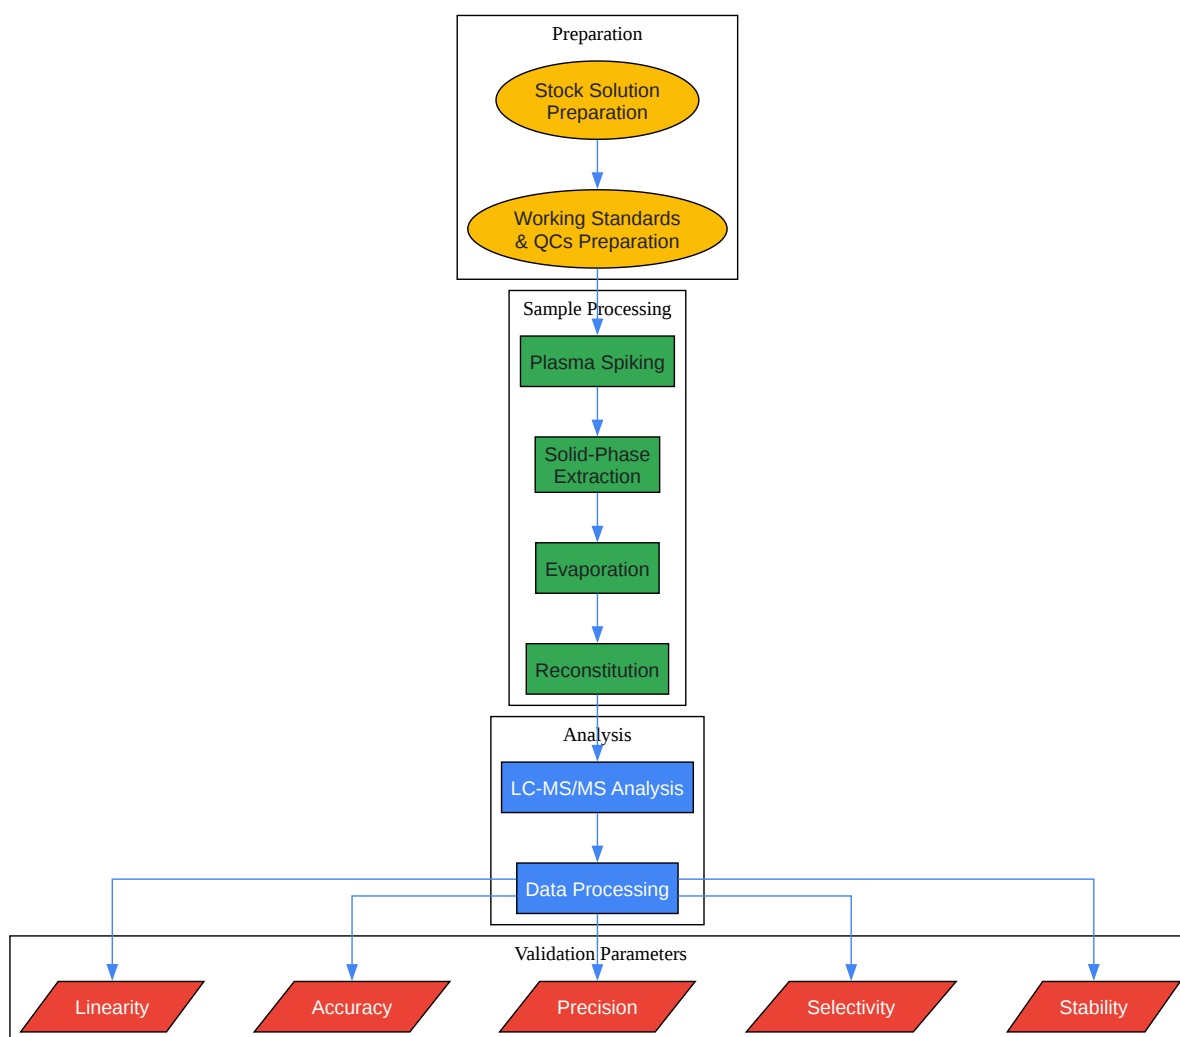 Preparation
Stock Solution
Preparation
Working Standards
& QCs Preparation
Sample Processing
Plasma Spiking
Solid-Phase
Extraction
Evaporation
Reconstitution
Analysis
LC-MS/MS Analysis
Data Processing
Validation Parameters
Linearity
Accuracy
Precision
Selectivity
Stability